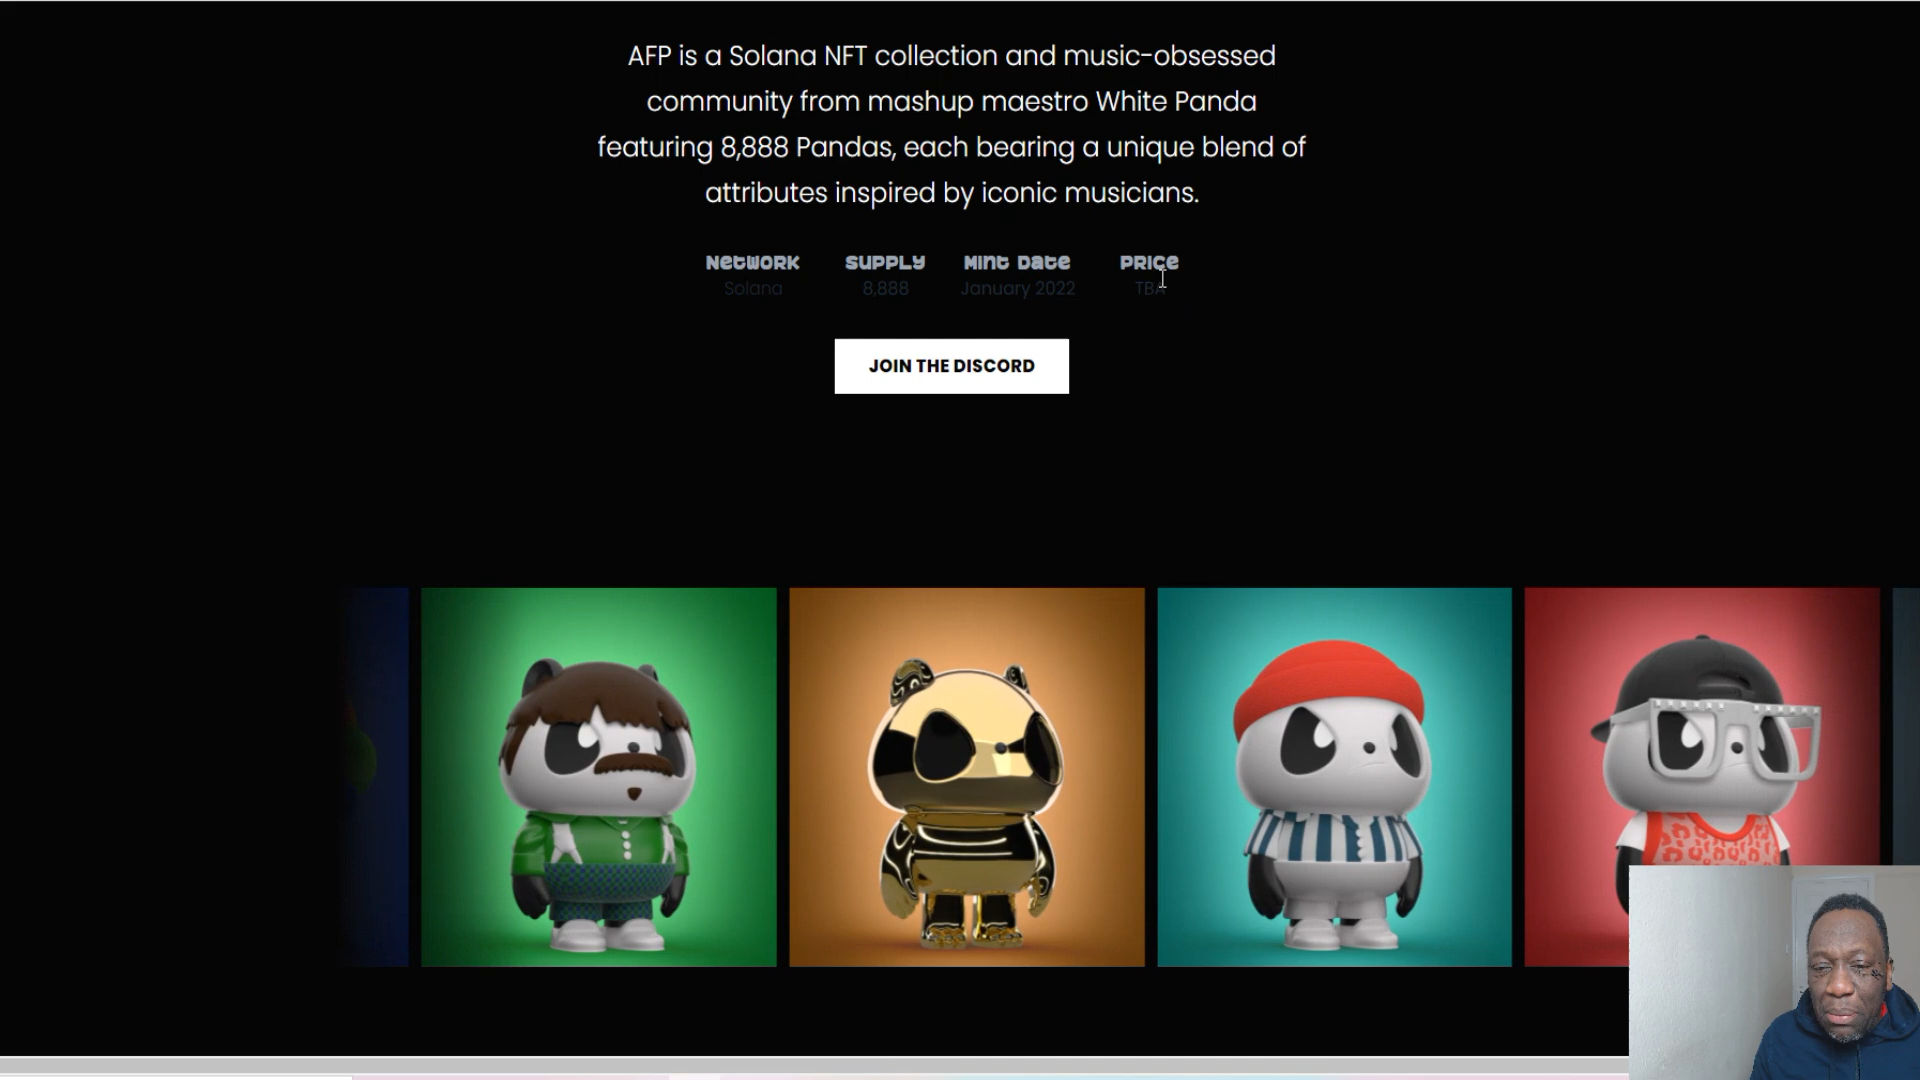 AFP is a Solana NFT collection and music-obsessed
community from mashup maestro White Panda
featuring 8,888 Pandas, each bearing a unique blend of
attributes inspired by iconic musicians.
Network Supply Mint Date Price
Solana 8,888 January 2022 TBA
JOIN THE DISCORD